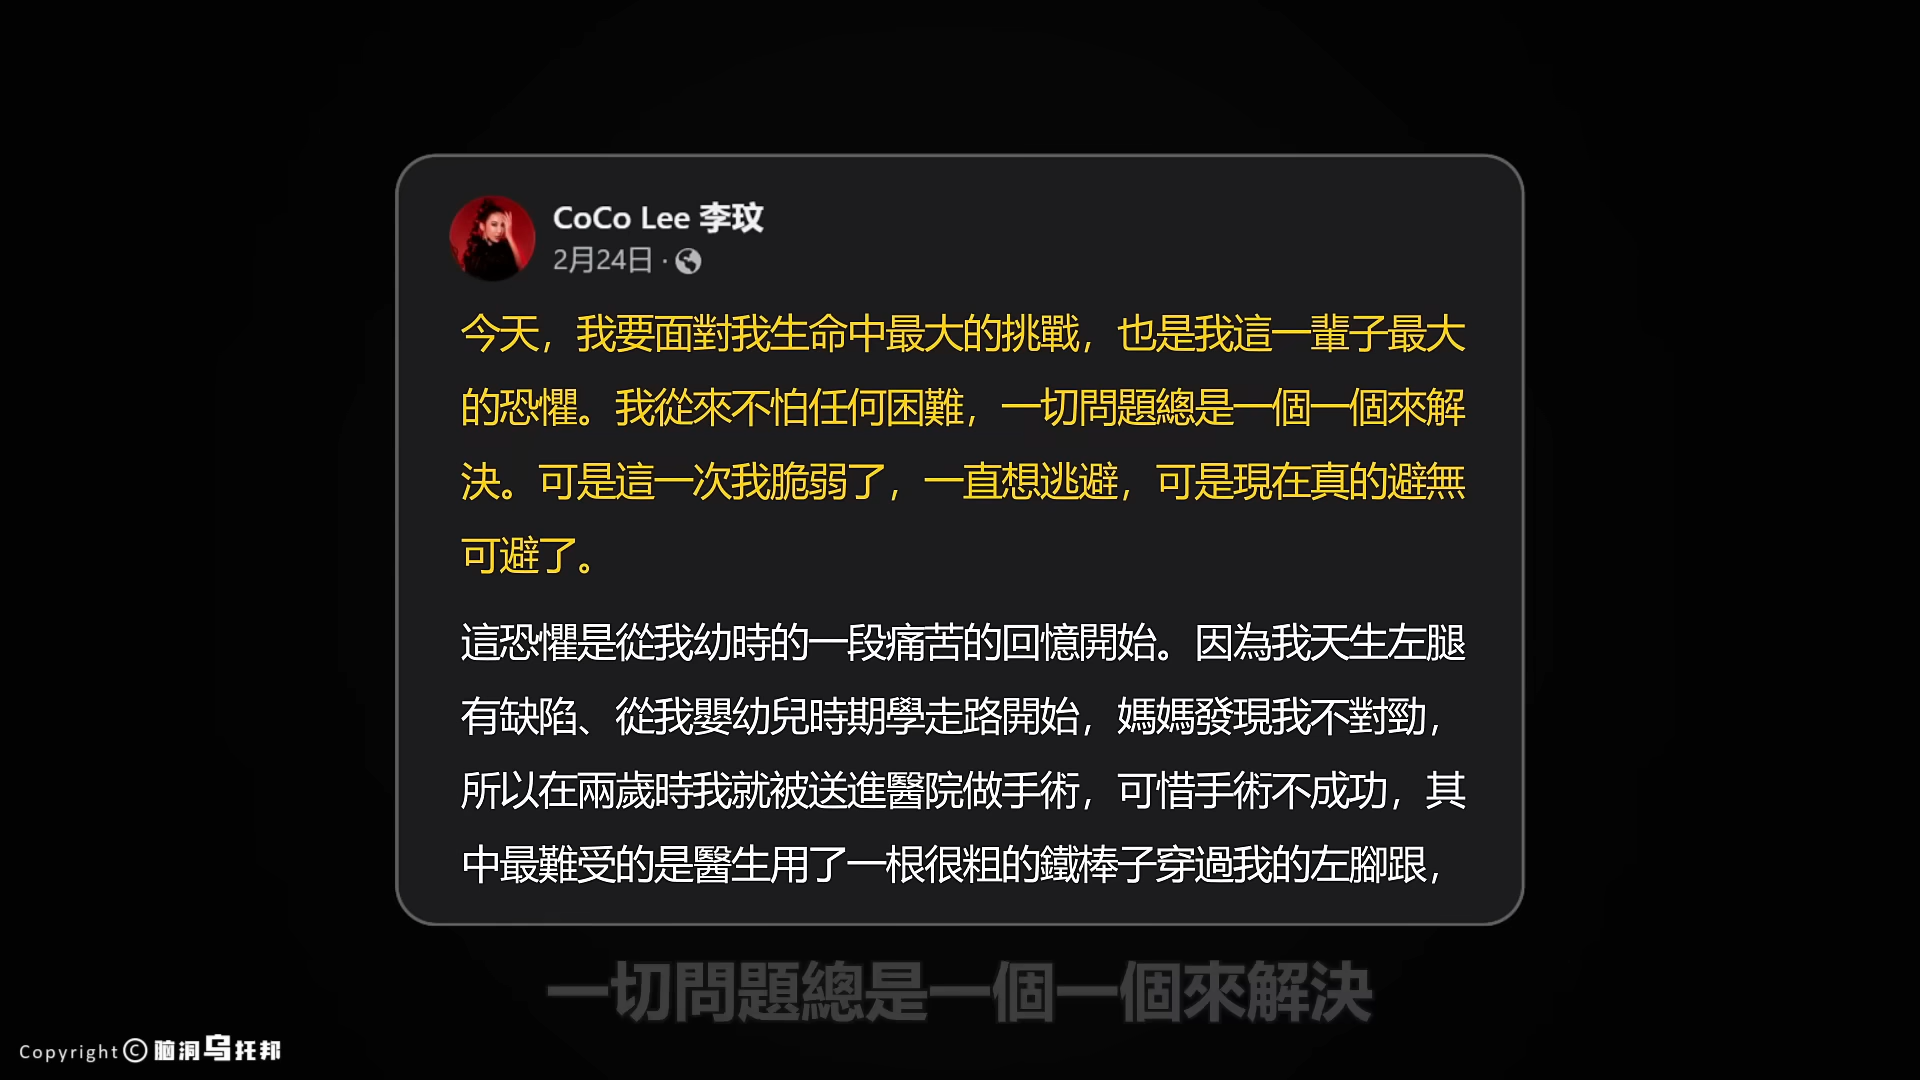 CoCo Lee 李玟
2月24日 ·
今天，我要面對我生命中最大的挑戰，也是我這一輩子最大
的恐懼。我從來不怕任何困難，一切問題總是一個一個來解
決。可是這一次我脆弱了，一直想逃避，可是現在真的避無
可避了。
這恐懼是從我幼時的一段痛苦的回憶開始。因為我天生左腿
有缺陷、從我嬰幼兒時期學走路開始，媽媽發現我不對勁，
所以在兩歲時我就被送進醫院做手術，可惜手術不成功，其
中最難受的是醫生用了一根很粗的鐵棒子穿過我的左腳跟，
一切問題總是一個一個來解決
Copyright © 脑洞乌托邦